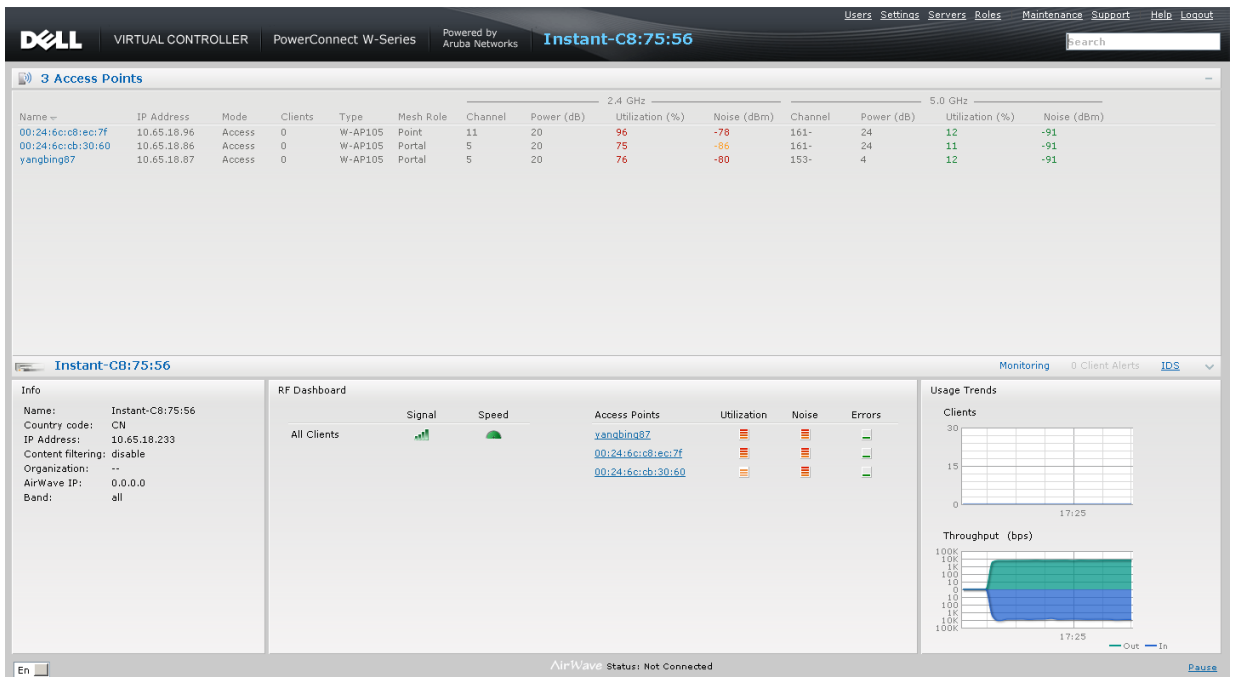 Users Settings Servers Roles Maintenance Support Help Logout
DELL VIRTUAL CONTROLLER PowerConnect W-Series Powered by Aruba Networks Instant-C8:75:56
Search
3 Access Points
2.4 GHz 5.0 GHz
Name IP Address Mode Clients Type Mesh Role Channel Power (dB) Utilization (%) Noise (dBm) Channel Power (dB) Utilization (%) Noise (dBm)
00:24:6c:c8:ec:7f 10.65.18.96 Access 0 W-AP105 Point 11 20 96 -78 161- 24 12 -91
00:24:6c:cb:30:60 10.65.18.86 Access 0 W-AP105 Portal 5 20 75 -86 161- 24 11 -91
yangbing87 10.65.18.87 Access 0 W-AP105 Portal 5 20 76 -80 153- 4 12 -91
Instant-C8:75:56 Monitoring 0 Client Alerts IDS
Info
Name: Instant-C8:75:56
Country code: CN
IP Address: 10.65.18.233
Content filtering: disable
Organization: --
AirWave IP: 0.0.0.0
Band: all
RF Dashboard
Signal Speed
All Clients
Access Points Utilization Noise Errors
yangbing87
00:24:6c:c8:ec:7f
00:24:6c:cb:30:60
Usage Trends
Clients
30
15
0
17:25
Throughput (bps)
100K
10K
1K
100
10
0
10
100
1K
10K
100K
17:25
Out In
En
AirWave Status: Not Connected
Pause